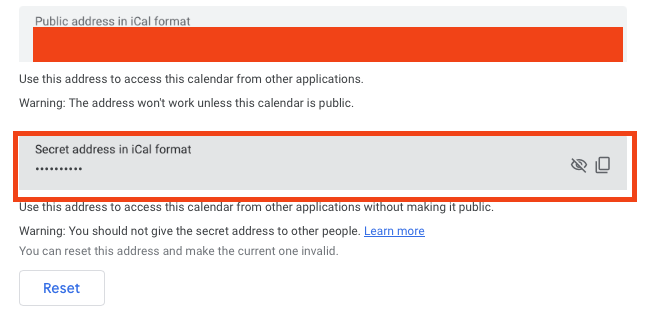 Public address in iCal format
Use this address to access this calendar from other applications.
Warning: The address won't work unless this calendar is public.
Secret address in iCal format
••••••••••
Use this address to access this calendar from other applications without making it public.
Warning: You should not give the secret address to other people. Learn more
You can reset this address and make the current one invalid.
Reset